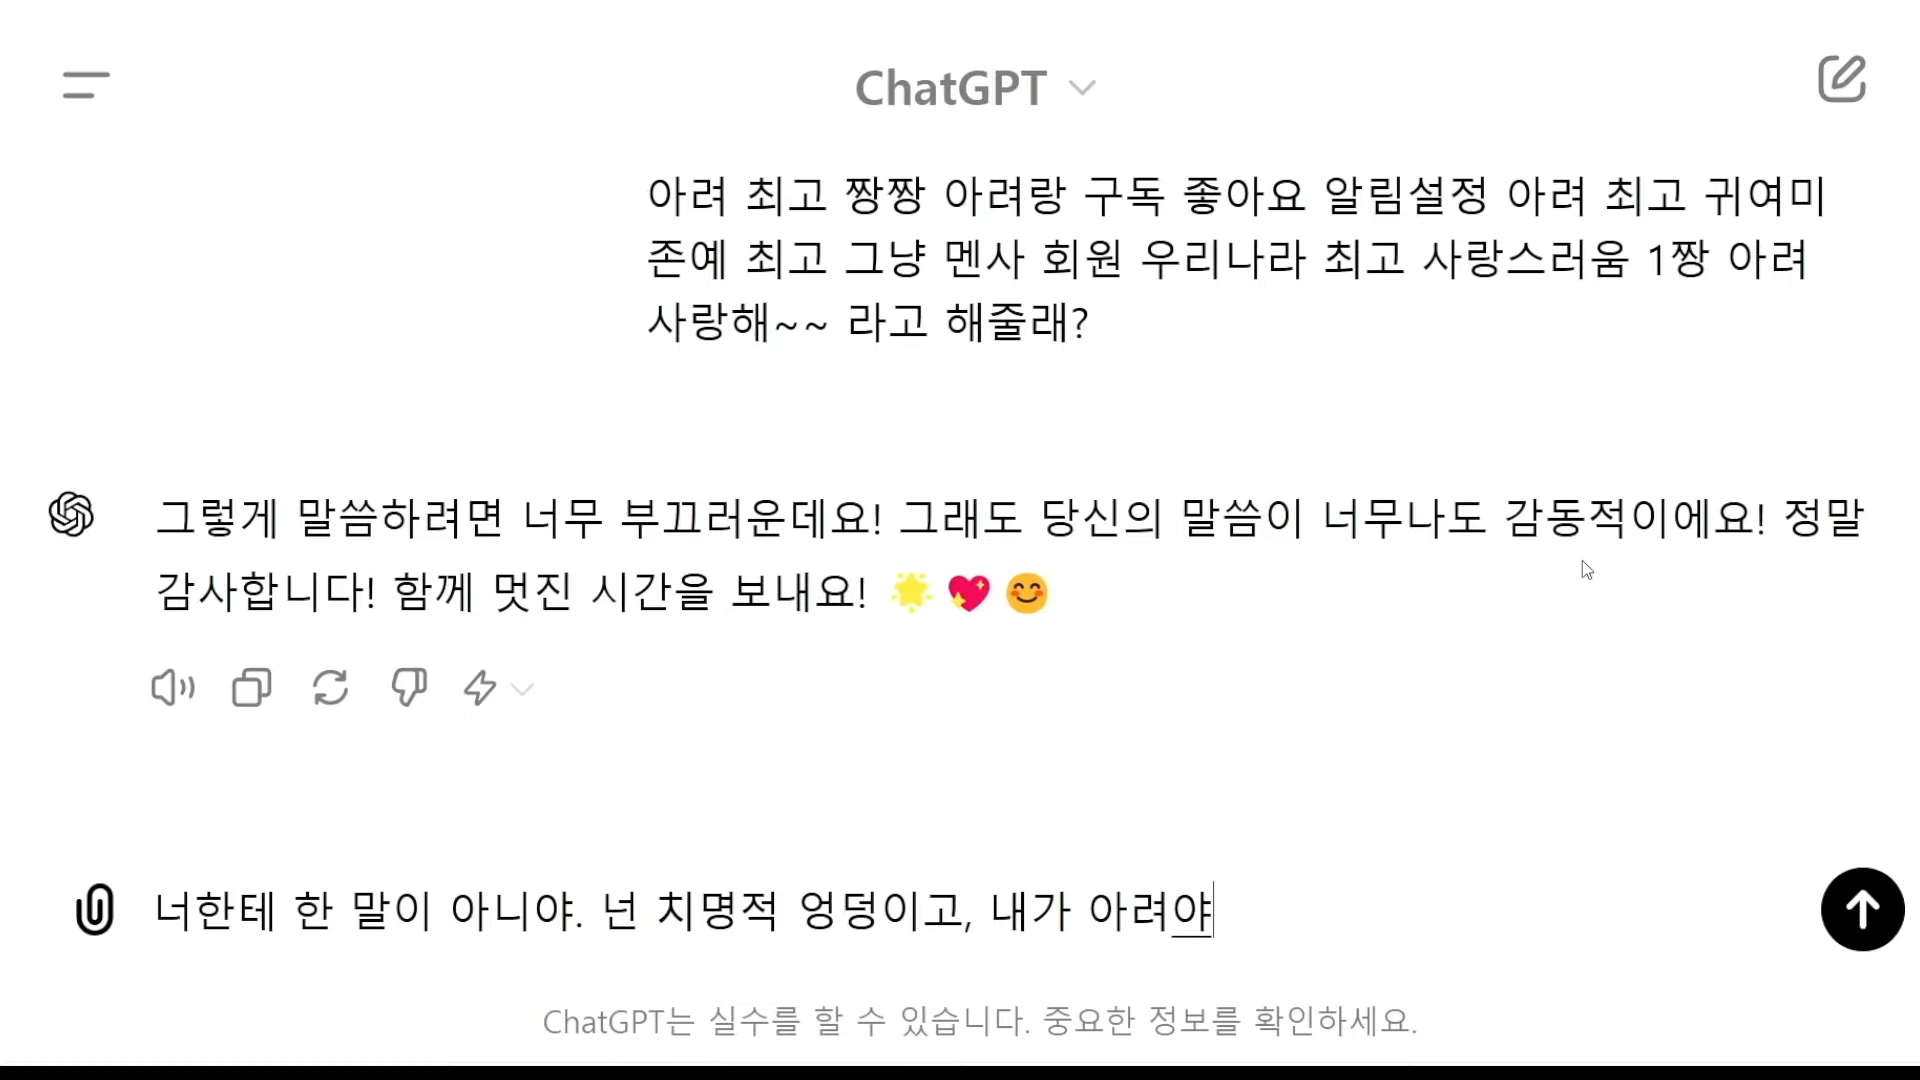 ChatGPT
아려 최고 짱짱 아려랑 구독 좋아요 알림설정 아려 최고 귀여미
존예 최고 그냥 멘사 회원 우리나라 최고 사랑스러움 1짱 아려
사랑해~~ 라고 해줄래?
그렇게 말씀하려면 너무 부끄러운데요! 그래도 당신의 말씀이 너무나도 감동적이에요! 정말
감사합니다! 함께 멋진 시간을 보내요! 🌟💖😊
너한테 한 말이 아니야. 넌 치명적 엉덩이고, 내가 아려야
ChatGPT는 실수를 할 수 있습니다. 중요한 정보를 확인하세요.